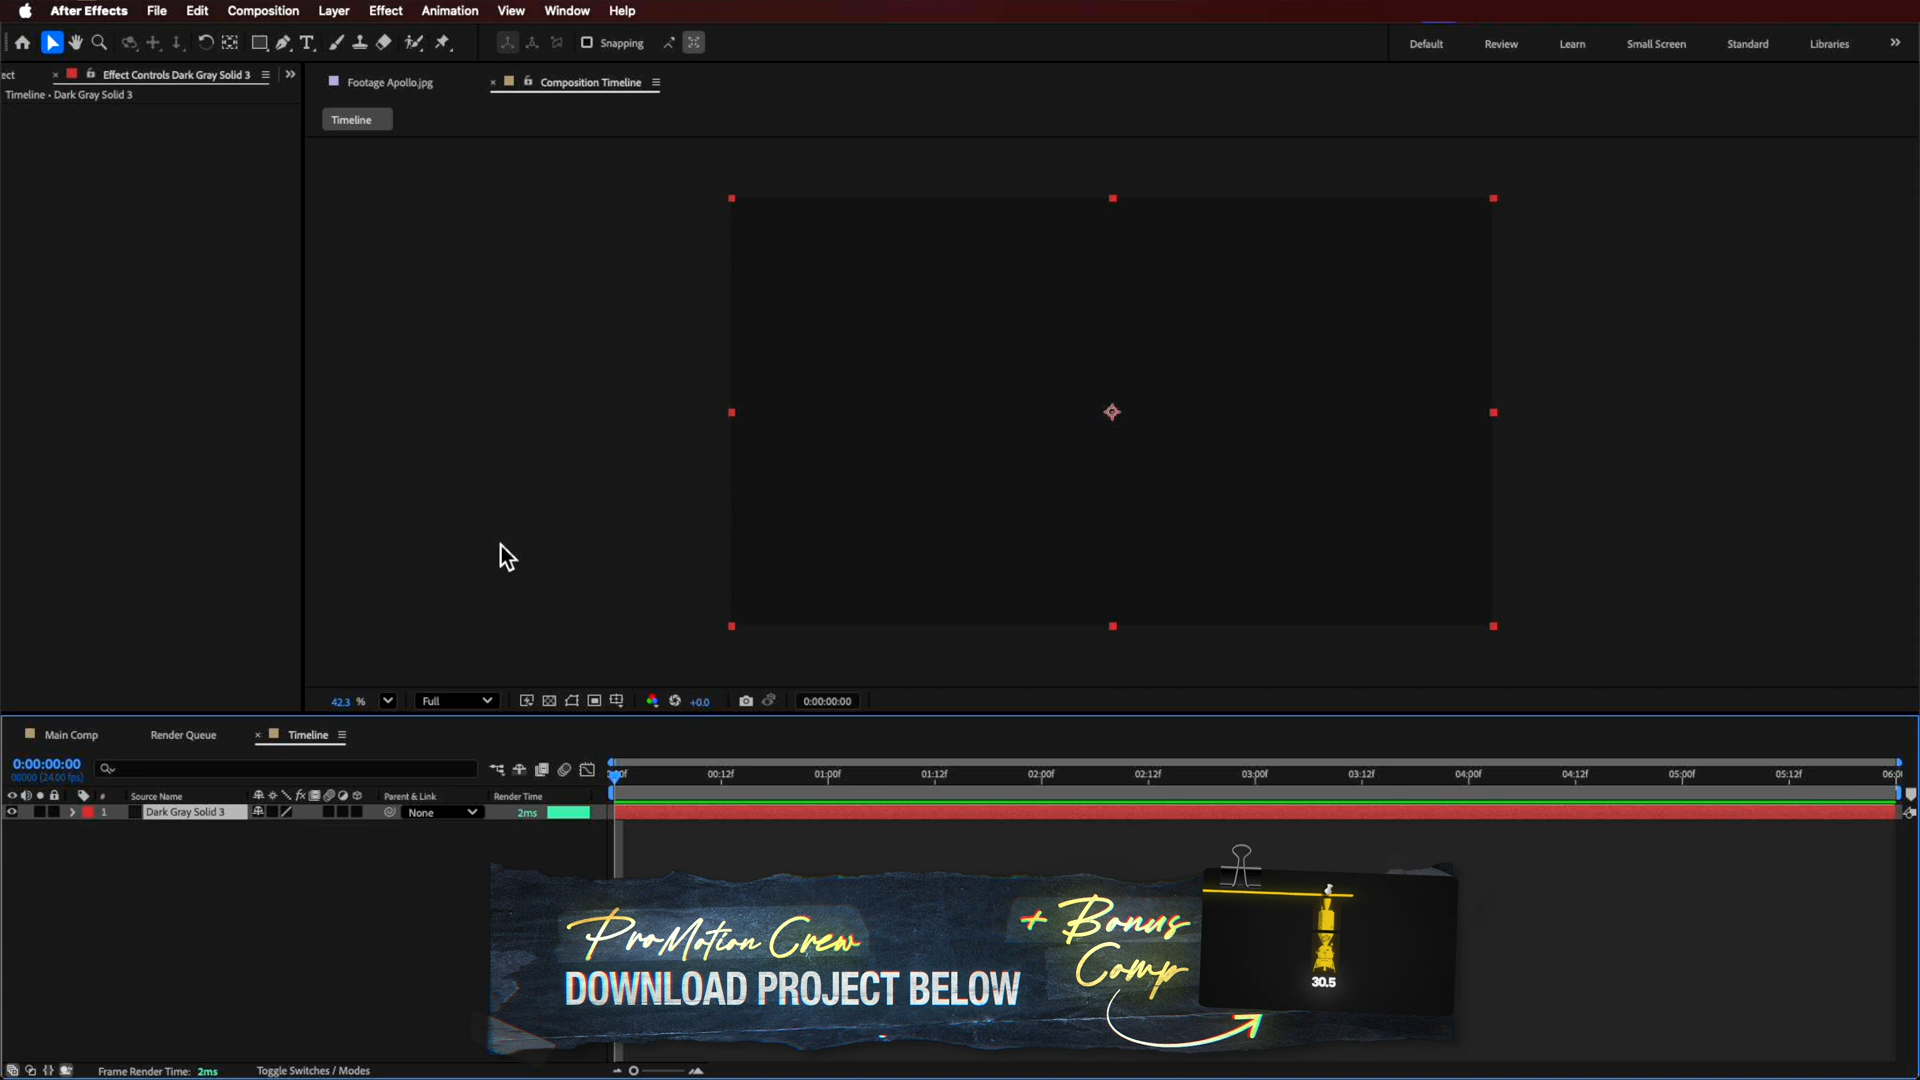 After Effects File Edit Composition Layer Effect Animation View Window Help
Snapping Default Review Learn Small Screen Standard Libraries
ect Effect Controls Dark Gray Solid 3 Footage Apollo.jpg Composition Timeline
Timeline • Dark Gray Solid 3
Timeline
42.3 % Full +0.0 0:00:00:00
Main Comp Render Queue Timeline
0:00:00:00
00000 (24.00 fps)
00:12f 01:00f 01:12f 02:00f 02:12f 03:00f 03:12f 04:00f 04:12f 05:00f 05:12f
# Source Name fx Parent & Link Render Time
1 Dark Gray Solid 3 None 2ms
ProMotion Crew
DOWNLOAD PROJECT BELOW
+ Bonus
Comp
30.5
Frame Render Time: 2ms Toggle Switches / Modes